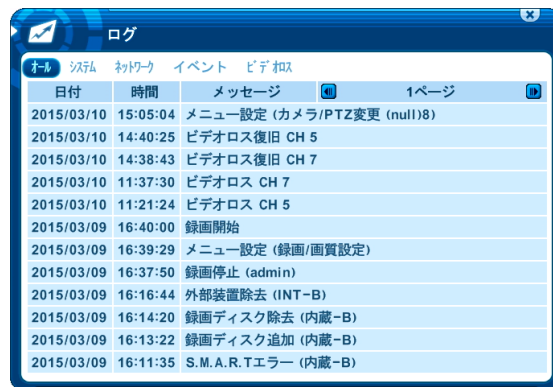 ログ
オール システム ネットワーク イベント ビデオロス
日付 時間 メッセージ 1ページ
2015/03/10 15:05:04 メニュー設定 (カメラ/PTZ変更 (null)8)
2015/03/10 14:40:25 ビデオロス復旧 CH 5
2015/03/10 14:38:43 ビデオロス復旧 CH 7
2015/03/10 11:37:30 ビデオロス CH 7
2015/03/10 11:21:24 ビデオロス CH 5
2015/03/09 16:40:00 録画開始
2015/03/09 16:39:29 メニュー設定 (録画/画質設定)
2015/03/09 16:37:50 録画停止 (admin)
2015/03/09 16:16:44 外部装置除去 (INT-B)
2015/03/09 16:14:20 録画ディスク除去 (内蔵-B)
2015/03/09 16:13:22 録画ディスク追加 (内蔵-B)
2015/03/09 16:11:35 S.M.A.R.Tエラー (内蔵-B)